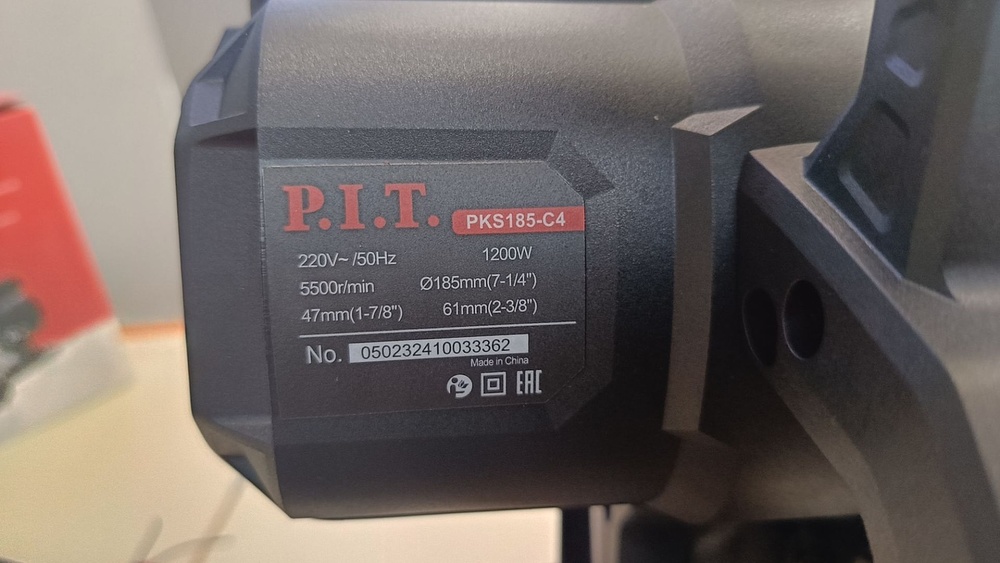 P.I.T. PKS185-C4
220V~ /50Hz 1200W
5500r/min Ø185mm(7-1/4")
47mm(1-7/8") 61mm(2-3/8")
No. 050232410033362
Made in China
EAC